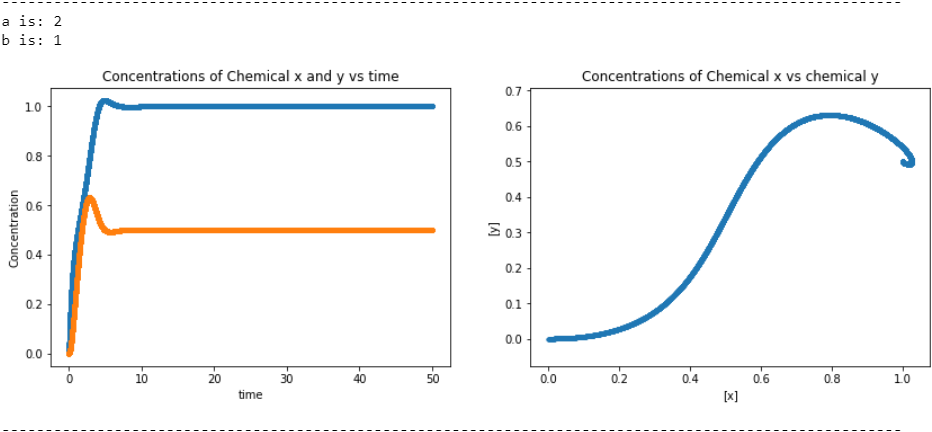 a is: 2
b is: 1
Concentrations of Chemical x and y vs time
Concentration
1.0
0.8
0.6
0.4
0.2
0.0
0 10 20 30 40 50
time
Concentrations of Chemical x vs chemical y
[y]
0.7
0.6
0.5
0.4
0.3
0.2
0.1
0.0
0.0 0.2 0.4 0.6 0.8 1.0
[x]